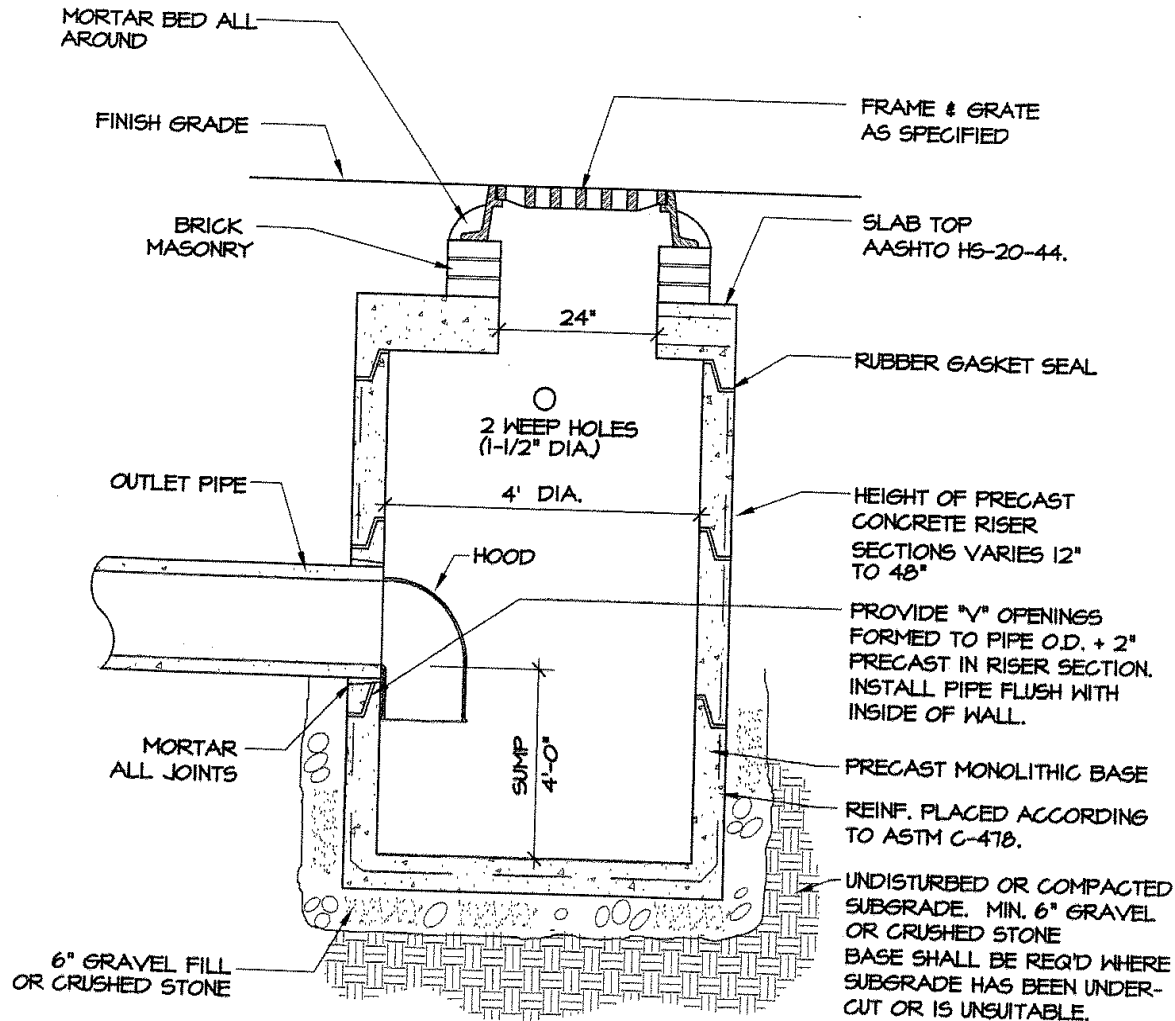 MORTAR BED ALL
AROUND
FINISH GRADE
FRAME & GRATE
AS SPECIFIED
BRICK
MASONRY
SLAB TOP
AASHTO HS-20-44.
24"
RUBBER GASKET SEAL
2 WEEP HOLES
(1-1/2" DIA.)
OUTLET PIPE
4' DIA.
HEIGHT OF PRECAST
CONCRETE RISER
SECTIONS VARIES 12"
TO 48"
HOOD
PROVIDE "V" OPENINGS
FORMED TO PIPE O.D. + 2"
PRECAST IN RISER SECTION.
INSTALL PIPE FLUSH WITH
INSIDE OF WALL.
MORTAR
ALL JOINTS
SUMP
4'-0"
PRECAST MONOLITHIC BASE
REINF. PLACED ACCORDING
TO ASTM C-478.
UNDISTURBED OR COMPACTED
SUBGRADE. MIN. 6" GRAVEL
OR CRUSHED STONE
BASE SHALL BE REQ'D WHERE
SUBGRADE HAS BEEN UNDER-
CUT OR IS UNSUITABLE.
6" GRAVEL FILL
OR CRUSHED STONE